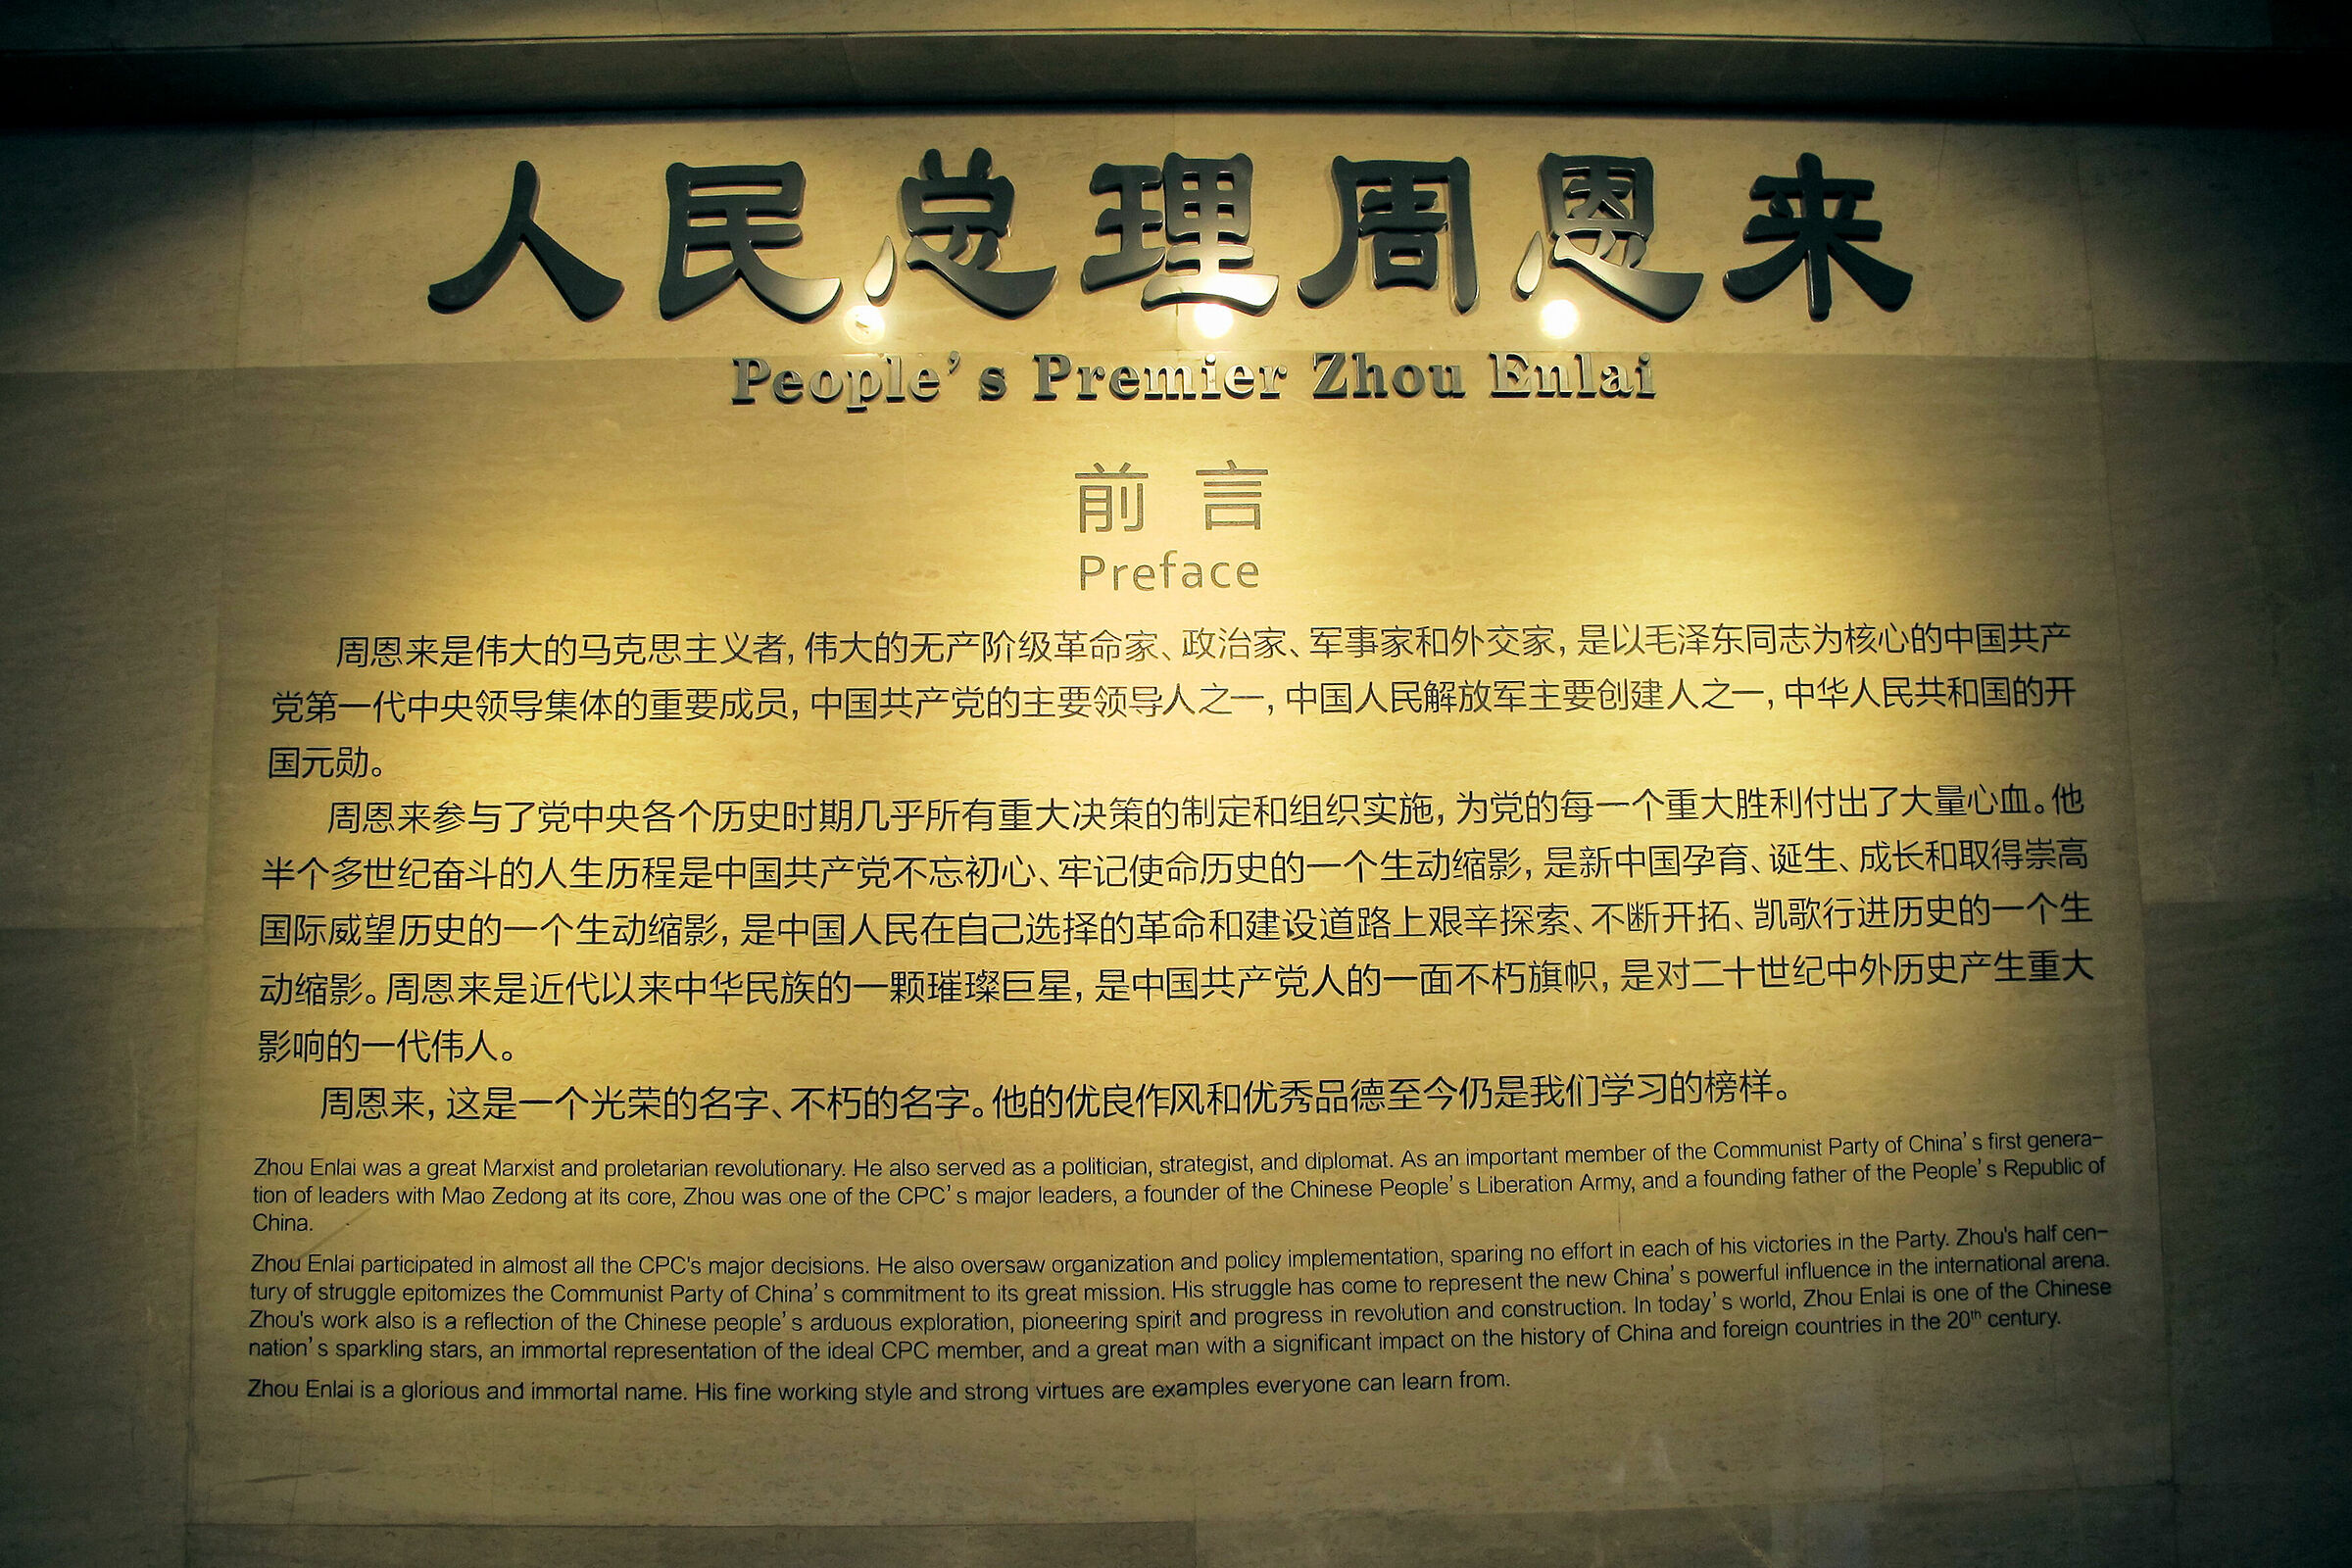 人民总理周恩来
People's Premier Zhou Enlai
前言
Preface
周恩来是伟大的马克思主义者，伟大的无产阶级革命家、政治家、军事家和外交家，是以毛泽东同志为核心的中国共产
党第一代中央领导集体的重要成员，中国共产党的主要领导人之一，中国人民解放军主要创建人之一，中华人民共和国的开
国元勋。
周恩来参与了党中央各个历史时期几乎所有重大决策的制定和组织实施，为党的每一个重大胜利付出了大量心血。他
半个多世纪奋斗的人生历程是中国共产党不忘初心、牢记使命历史的一个生动缩影，是新中国孕育、诞生、成长和取得崇高
国际威望历史的一个生动缩影，是中国人民在自己选择的革命和建设道路上艰辛探索、不断开拓、凯歌行进历史的一个生
动缩影。周恩来是近代以来中华民族的一颗璀璨巨星，是中国共产党人的一面不朽旗帜，是对二十世纪中外历史产生重大
影响的一代伟人。
周恩来，这是一个光荣的名字、不朽的名字。他的优良作风和优秀品德至今仍是我们学习的榜样。
Zhou Enlai was a great Marxist and proletarian revolutionary. He also served as a politician, strategist, and diplomat. As an important member of the Communist Party of China's first genera-
tion of leaders with Mao Zedong at its core, Zhou was one of the CPC's major leaders, a founder of the Chinese People's Liberation Army, and a founding father of the People's Republic of
China.
Zhou Enlai participated in almost all the CPC's major decisions. He also oversaw organization and policy implementation, sparing no effort in each of his victories in the Party. Zhou's half cen-
tury of struggle epitomizes the Communist Party of China's commitment to its great mission. His struggle has come to represent the new China's powerful influence in the international arena.
Zhou's work also is a reflection of the Chinese people's arduous exploration, pioneering spirit and progress in revolution and construction. In today's world, Zhou Enlai is one of the Chinese
nation's sparkling stars, an immortal representation of the ideal CPC member, and a great man with a significant impact on the history of China and foreign countries in the 20th century.
Zhou Enlai is a glorious and immortal name. His fine working style and strong virtues are examples everyone can learn from.